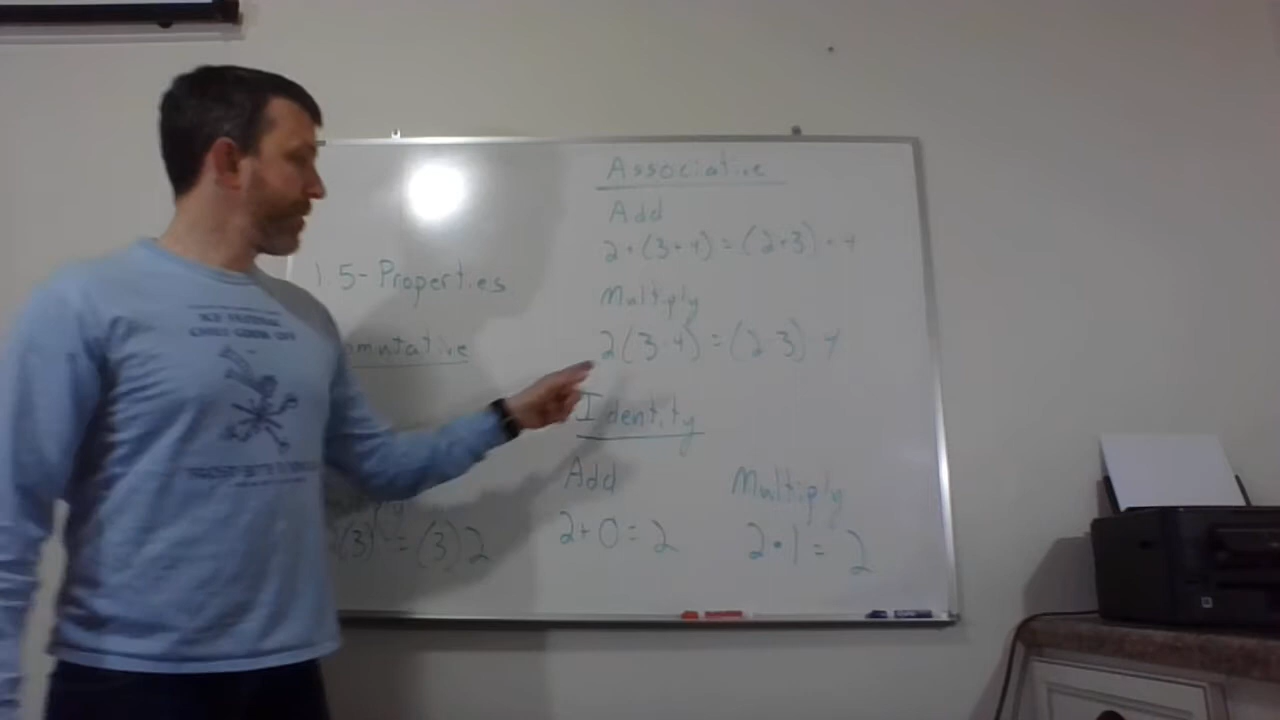 1.5- Properties
(3) = (3)2
Associative
Add
2+(3+4)=(2+3)+4
Multiply
2(3·4)=(2·3)·4
Identity
Add
2+0=2
Multiply
2•1=2